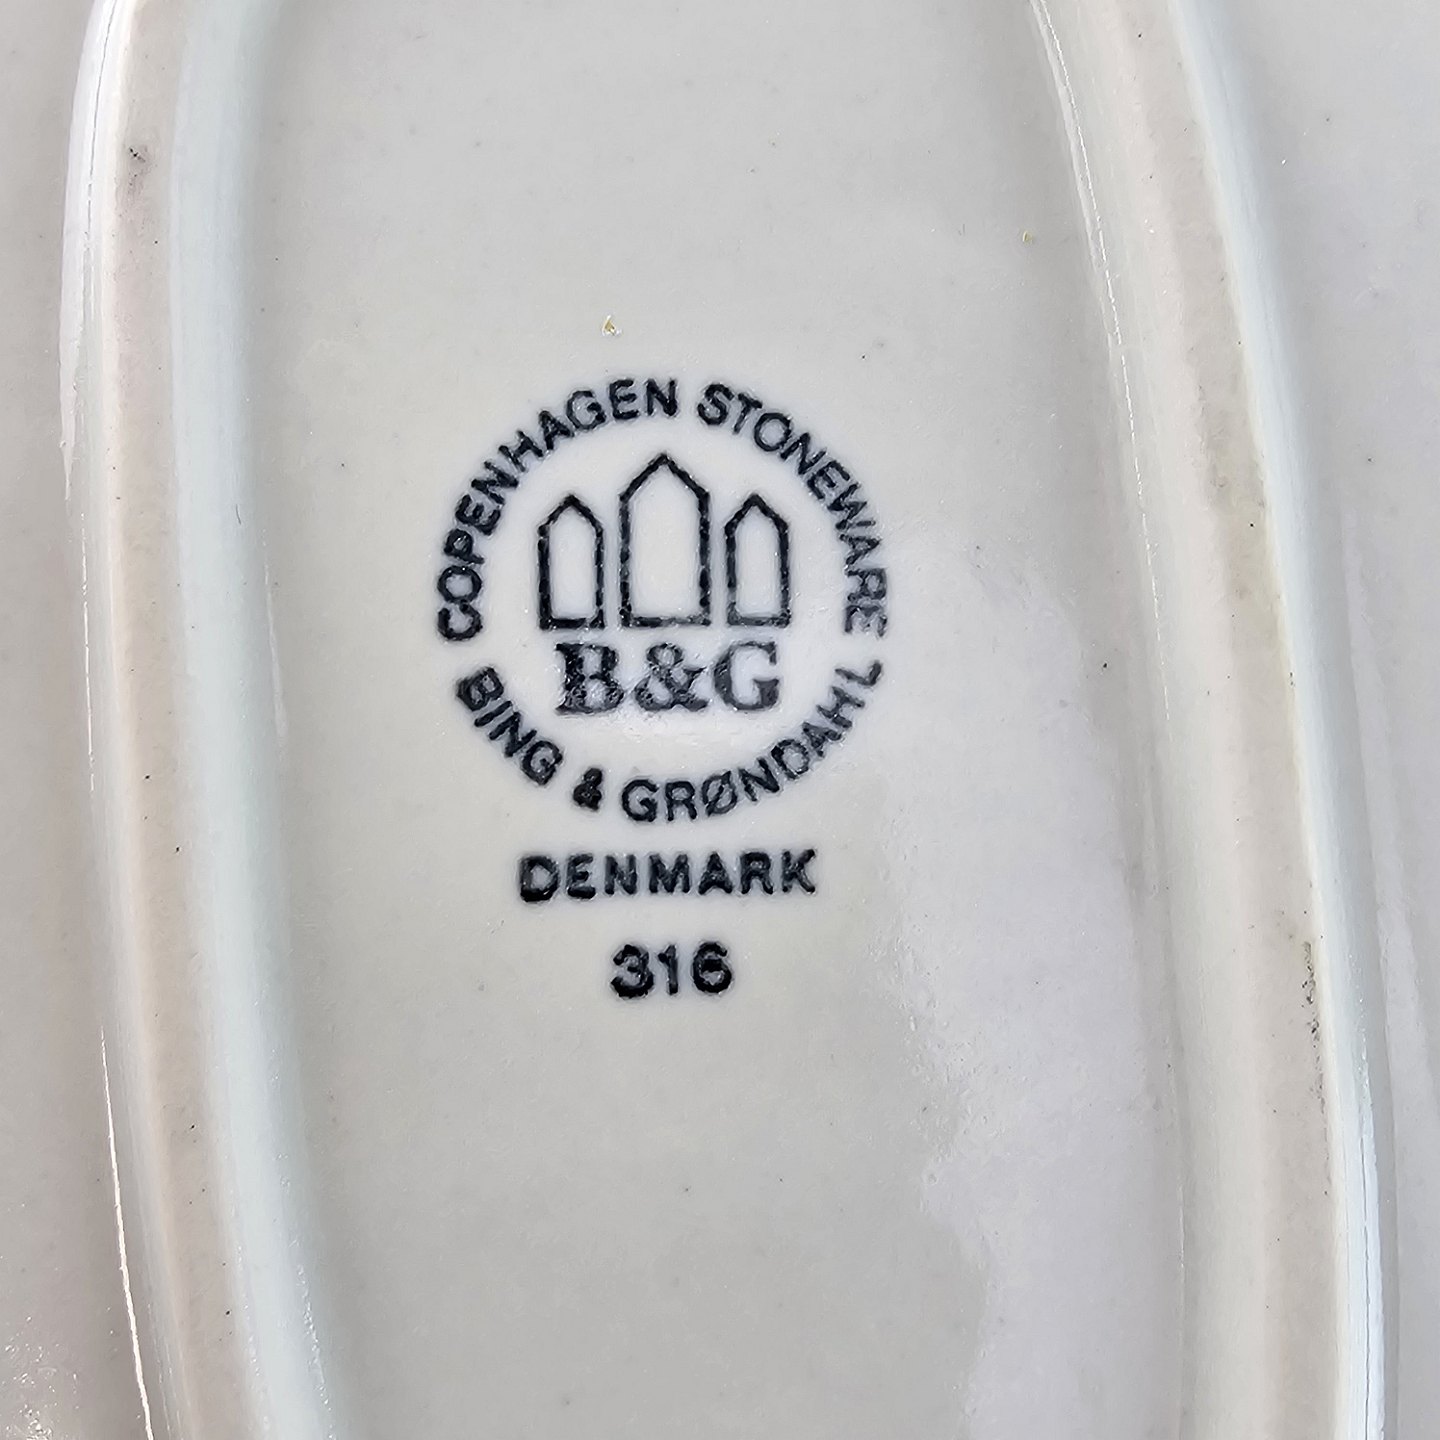 COPENHAGEN STONEWARE
B&G
BING & GRØNDAHL
DENMARK
316